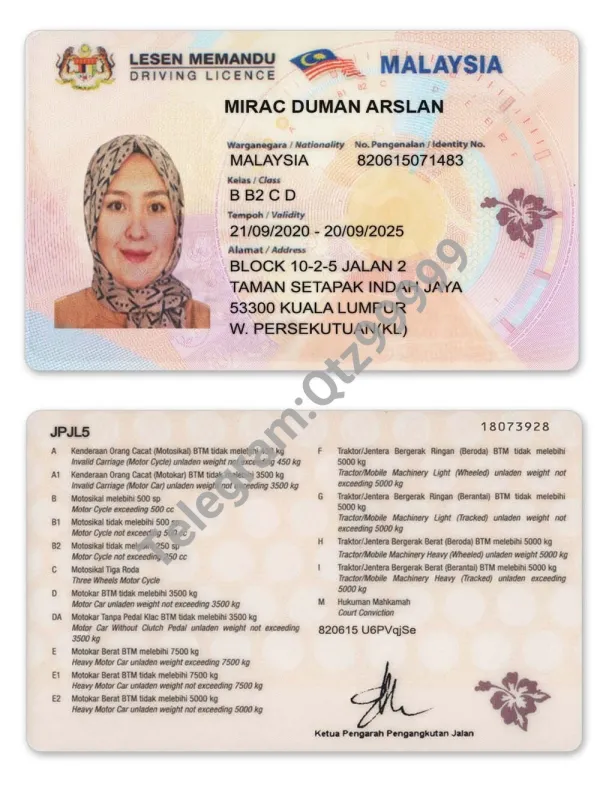 LESEN MEMANDU
DRIVING LICENCE
MALAYSIA
MIRAC DUMAN ARSLAN
Warganegara / Nationality No. Pengenalan / Identity No.
MALAYSIA 820615071483
Kelas / Class
B B2 C D
Tempoh / Validity
21/09/2020 - 20/09/2025
Alamat / Address
BLOCK 10-2-5 JALAN 2
TAMAN SETAPAK INDAH JAYA
53300 KUALA LUMPUR
W. PERSEKUTUAN(KL)
Telegram:Qtz99999
JPJL5
18073928
A Kenderaan Orang Cacat (Motosikal) BTM tidak melebihi kg
Invalid Carriage (Motor Cycle) unladen weight not exceeding 450 kg
A1 Kenderaan Orang Cacat (Motokar) BTM tidak melebihi 3500 kg
Invalid Carriage (Motor Car) unladen weight not exceeding 3500 kg
B Motosikal melebihi 500 sp
Motor Cycle exceeding 500 cc
B1 Motosikal tidak melebihi 500 sp
Motor Cycle not exceeding 500 cc
B2 Motosikal tidak melebihi 250 sp
Motor Cycle not exceeding 250 cc
C Motosikal Tiga Roda
Three Wheels Motor Cycle
D Motokar BTM tidak melebihi 3500 kg
Motor Car unladen weight not exceeding 3500 kg
DA Motokar Tanpa Pedal Klac BTM tidak melebihi 3500 kg
Motor Car Without Clutch Pedal unladen weight not exceeding
3500 kg
E Motokar Berat BTM melebihi 7500 kg
Heavy Motor Car unladen weight exceeding 7500 kg
E1 Motokar Berat BTM tidak melebihi 7500 kg
Heavy Motor Car unladen weight not exceeding 7500 kg
E2 Motokar Berat BTM tidak melebihi 5000 kg
Heavy Motor Car unladen weight not exceeding 5000 kg
F Traktor/Jentera Bergerak Ringan (Beroda) BTM tidak melebihi
5000 kg
Tractor/Mobile Machinery Light (Wheeled) unladen weight not
exceeding 5000 kg
G Traktor/Jentera Bergerak Ringan (Berantai) BTM tidak melebihi
5000 kg
Tractor/Mobile Machinery Light (Tracked) unladen weight not
exceeding 5000 kg
H Traktor/Jentera Bergerak Berat (Beroda) BTM melebihi 5000 kg
Tractor/Mobile Machinery Heavy (Wheeled) unladen weight 5000 kg
I Traktor/Jentera Bergerak Berat (Berantai) BTM melebihi 5000 kg
Tractor/Mobile Machinery Heavy (Tracked) unladen exceeding
5000 kg
M Hukuman Mahkamah
Court Conviction
820615 U6PVqjSe
Ketua Pengarah Pengangkutan Jalan